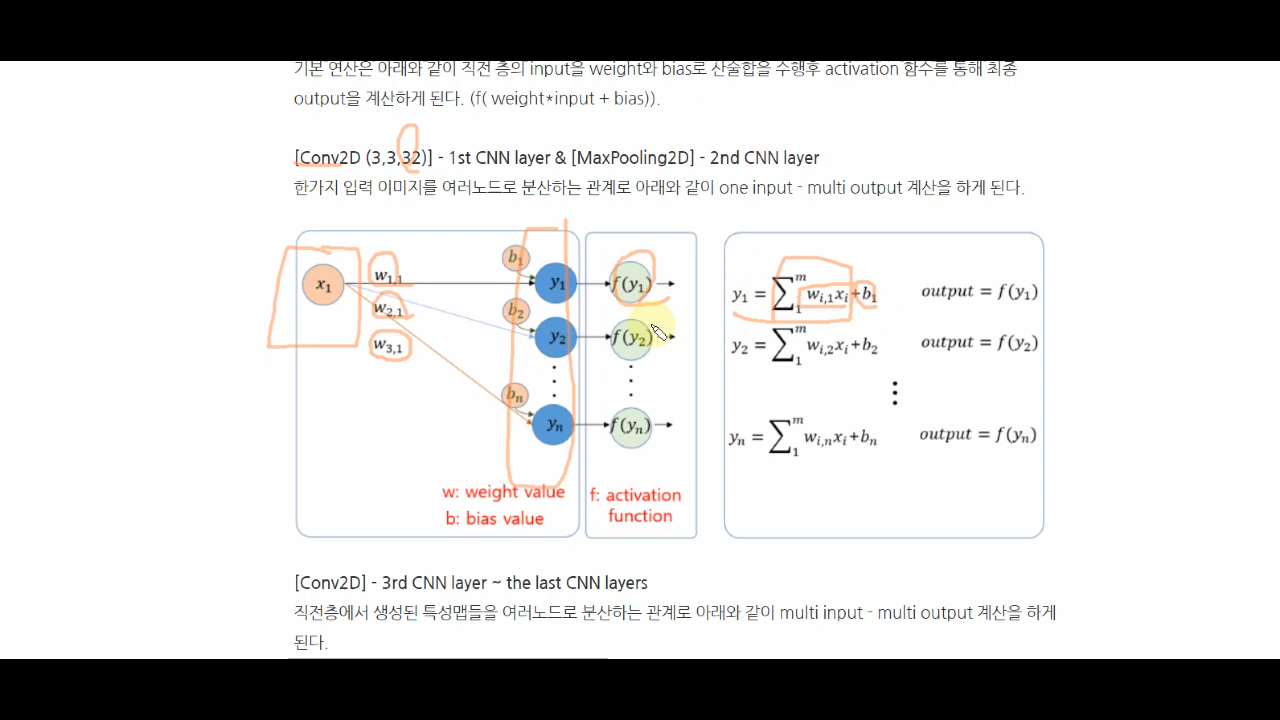 기본 연산은 아래와 같이 직전 층의 input을 weight와 bias로 산술합을 수행후 activation 함수를 통해 최종
output을 계산하게 된다. (f( weight*input + bias)).
[Conv2D (3,3,32)] - 1st CNN layer & [MaxPooling2D] - 2nd CNN layer
한가지 입력 이미지를 여러노드로 분산하는 관계로 아래와 같이 one input - multi output 계산을 하게 된다.
x₁
w₁,₁
w₂,₁
w₃,₁
b₁
y₁
b₂
y₂
bₙ
yₙ
w: weight value
b: bias value
f(y₁)
f(y₂)
f(yₙ)
f: activation
function
y₁ = ∑₁ᵐ wᵢ,₁xᵢ+b₁ output = f(y₁)
y₂ = ∑₁ᵐ wᵢ,₂xᵢ+b₂ output = f(y₂)
⋮
yₙ = ∑₁ᵐ wᵢ,ₙxᵢ+bₙ output = f(yₙ)
[Conv2D] - 3rd CNN layer ~ the last CNN layers
직전층에서 생성된 특성맵들을 여러노드로 분산하는 관계로 아래와 같이 multi input - multi output 계산을 하게
된다.